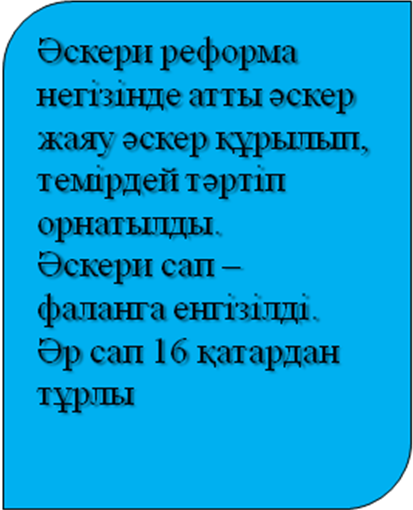 Әскери реформа
негізінде атты әскер
жаяу әскер құрылып,
темірдей тәртіп
орнатылды.
Әскери сап –
фаланга енгізілді.
Әр сап 16 қатардан
тұрлы